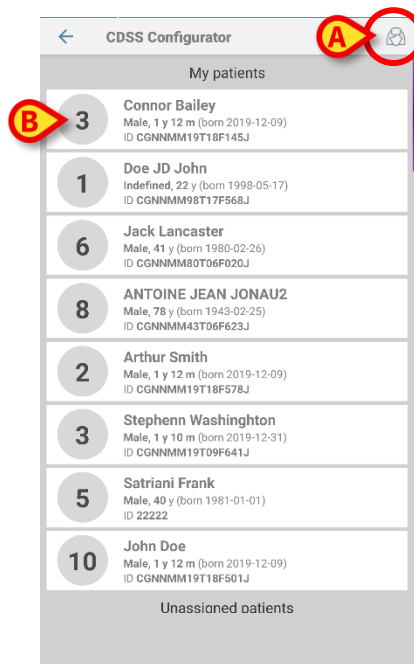 CDSS Configurator
A
My patients
B
3
Connor Bailey
Male, 1 y 12 m (born 2019-12-09)
ID CGNNMM19T18F145J
1
Doe JD John
Indefined, 22 y (born 1998-05-17)
ID CGNNMM98T17F568J
6
Jack Lancaster
Male, 41 y (born 1980-02-26)
ID CGNNMM80T06F020J
8
ANTOINE JEAN JONAU2
Male, 78 y (born 1943-02-25)
ID CGNNMM43T06F623J
2
Arthur Smith
Male, 1 y 12 m (born 2019-12-09)
ID CGNNMM19T18F578J
3
Stephenn Washinghton
Male, 1 y 10 m (born 2019-12-31)
ID CGNNMM19T09F641J
5
Satriani Frank
Male, 40 y (born 1981-01-01)
ID 22222
10
John Doe
Male, 1 y 12 m (born 2019-12-09)
ID CGNNMM19T18F501J
Unassigned patients